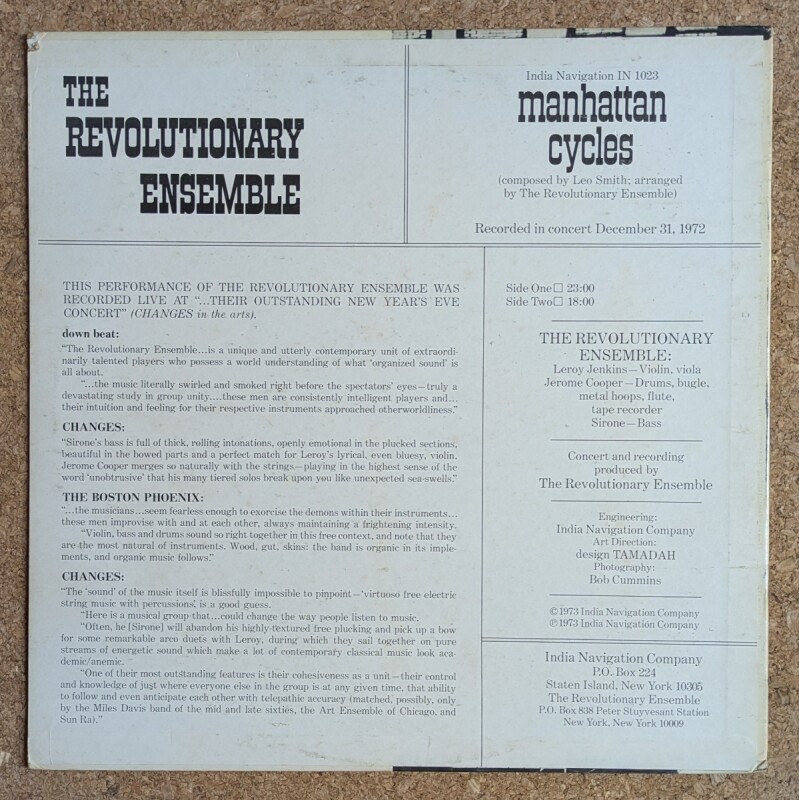 THE
REVOLUTIONARY
ENSEMBLE
India Navigation IN 1023
manhattan
cycles
(composed by Leo Smith; arranged
by The Revolutionary Ensemble)
Recorded in concert December 31, 1972
THIS PERFORMANCE OF THE REVOLUTIONARY ENSEMBLE WAS
RECORDED LIVE AT “...THEIR OUTSTANDING NEW YEAR'S EVE
CONCERT” (CHANGES in the arts).
down beat:
“The Revolutionary Ensemble...is a unique and utterly contemporary unit of extraordi-
narily talented players who possess a world understanding of what ‘organized sound’ is
all about.
“...the music literally swirled and smoked right before the spectators' eyes—truly a
devastating study in group unity....these men are consistently intelligent players and...
their intuition and feeling for their respective instruments approached otherworldliness.”
CHANGES:
“Sirone's bass is full of thick, rolling intonations, openly emotional in the plucked sections,
beautiful in the bowed parts and a perfect match for Leroy's lyrical, even bluesy, violin.
Jerome Cooper merges so naturally with the strings—playing in the highest sense of the
word ‘unobtrusive’ that his many tiered solos break upon you like unexpected sea-swells.”
THE BOSTON PHOENIX:
“...the musicians...seem fearless enough to exorcise the demons within their instruments...
these men improvise with and at each other, always maintaining a frightening intensity.
“Violin, bass and drums sound so right together in this free context, and note that they
are the most natural of instruments. Wood, gut, skins: the band is organic in its imple-
ments, and organic music follows.”
CHANGES:
“The ‘sound’ of the music itself is blissfully impossible to pinpoint—‘virtuoso free electric
string music with percussions’, is a good guess.
“Here is a musical group that...could change the way people listen to music.
“Often, he [Sirone] will abandon his highly-textured free plucking and pick up a bow
for some remarkable arco duets with Leroy, during which they sail together on pure
streams of energetic sound which make a lot of contemporary classical music look aca-
demic/anemic.
“One of their most outstanding features is their cohesiveness as a unit—their control
and knowledge of just where everyone else in the group is at any given time, that ability
to follow and even anticipate each other with telepathic accuracy (matched, possibly, only
by the Miles Davis band of the mid and late sixties, the Art Ensemble of Chicago, and
Sun Ra).”
Side One□ 23:00
Side Two□ 18:00
THE REVOLUTIONARY
ENSEMBLE:
Leroy Jenkins—Violin, viola
Jerome Cooper—Drums, bugle,
metal hoops, flute,
tape recorder
Sirone—Bass
Concert and recording
produced by
The Revolutionary Ensemble
Engineering:
India Navigation Company
Art Direction:
design TAMADAH
Photography:
Bob Cummins
©1973 India Navigation Company
℗1973 India Navigation Company
India Navigation Company
P.O. Box 224
Staten Island, New York 10305
The Revolutionary Ensemble
P.O. Box 838 Peter Stuyvesant Station
New York, New York 10009